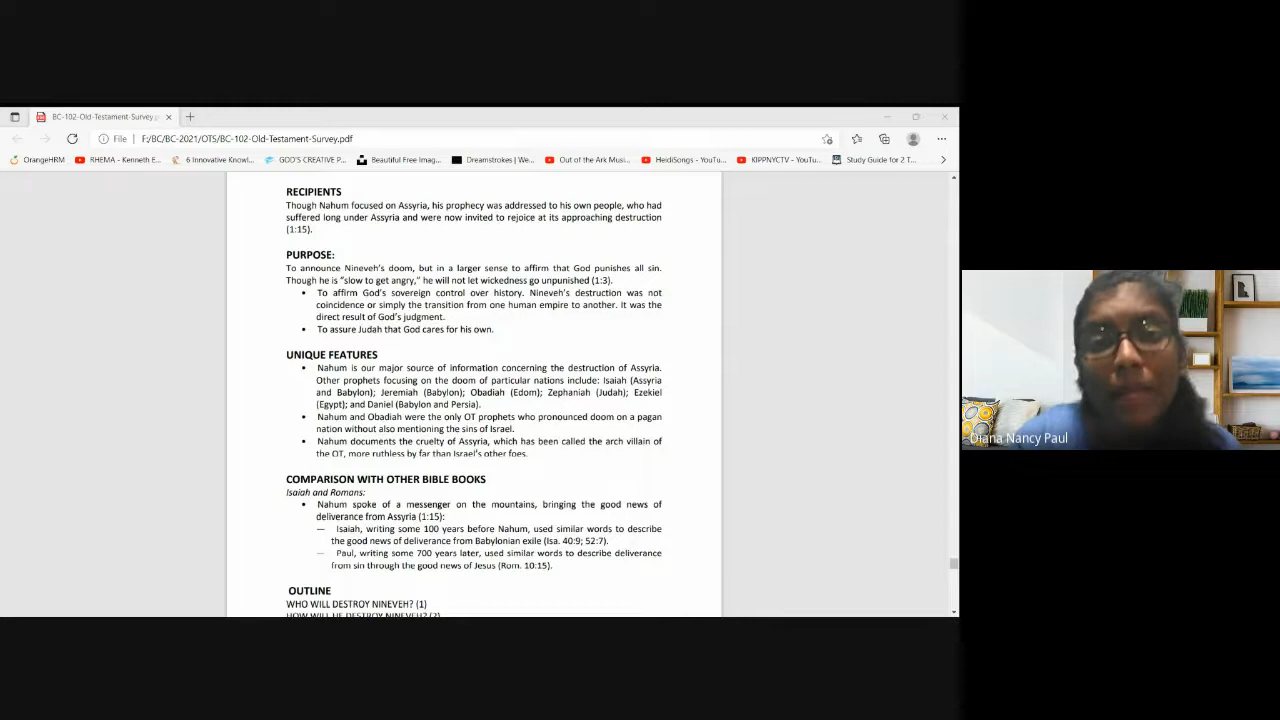 BC-102-Old-Testament-Survey.p
File F:/BC/BC-2021/OTS/BC-102-Old-Testament-Survey.pdf
OrangeHRM RHEMA - Kenneth E... 6 Innovative Knowl... GOD'S CREATIVE P... Beautiful Free Imag... Dreamstrokes | We... Out of the Ark Musi... HeidiSongs - YouTu... KIPPNYCTV - YouTu... Study Guide for 2 T...
RECIPIENTS
Though Nahum focused on Assyria, his prophecy was addressed to his own people, who had
suffered long under Assyria and were now invited to rejoice at its approaching destruction
(1:15).
PURPOSE:
To announce Nineveh's doom, but in a larger sense to affirm that God punishes all sin.
Though he is "slow to get angry," he will not let wickedness go unpunished (1:3).
• To affirm God's sovereign control over history. Nineveh's destruction was not
coincidence or simply the transition from one human empire to another. It was the
direct result of God's judgment.
• To assure Judah that God cares for his own.
UNIQUE FEATURES
• Nahum is our major source of information concerning the destruction of Assyria.
Other prophets focusing on the doom of particular nations include: Isaiah (Assyria
and Babylon); Jeremiah (Babylon); Obadiah (Edom); Zephaniah (Judah); Ezekiel
(Egypt); and Daniel (Babylon and Persia).
• Nahum and Obadiah were the only OT prophets who pronounced doom on a pagan
nation without also mentioning the sins of Israel.
• Nahum documents the cruelty of Assyria, which has been called the arch villain of
the OT, more ruthless by far than Israel's other foes.
COMPARISON WITH OTHER BIBLE BOOKS
Isaiah and Romans:
• Nahum spoke of a messenger on the mountains, bringing the good news of
deliverance from Assyria (1:15):
— Isaiah, writing some 100 years before Nahum, used similar words to describe
the good news of deliverance from Babylonian exile (Isa. 40:9; 52:7).
— Paul, writing some 700 years later, used similar words to describe deliverance
from sin through the good news of Jesus (Rom. 10:15).
OUTLINE
WHO WILL DESTROY NINEVEH? (1)
HOW WILL HE DESTROY NINEVEH? (2)
Diana Nancy Paul